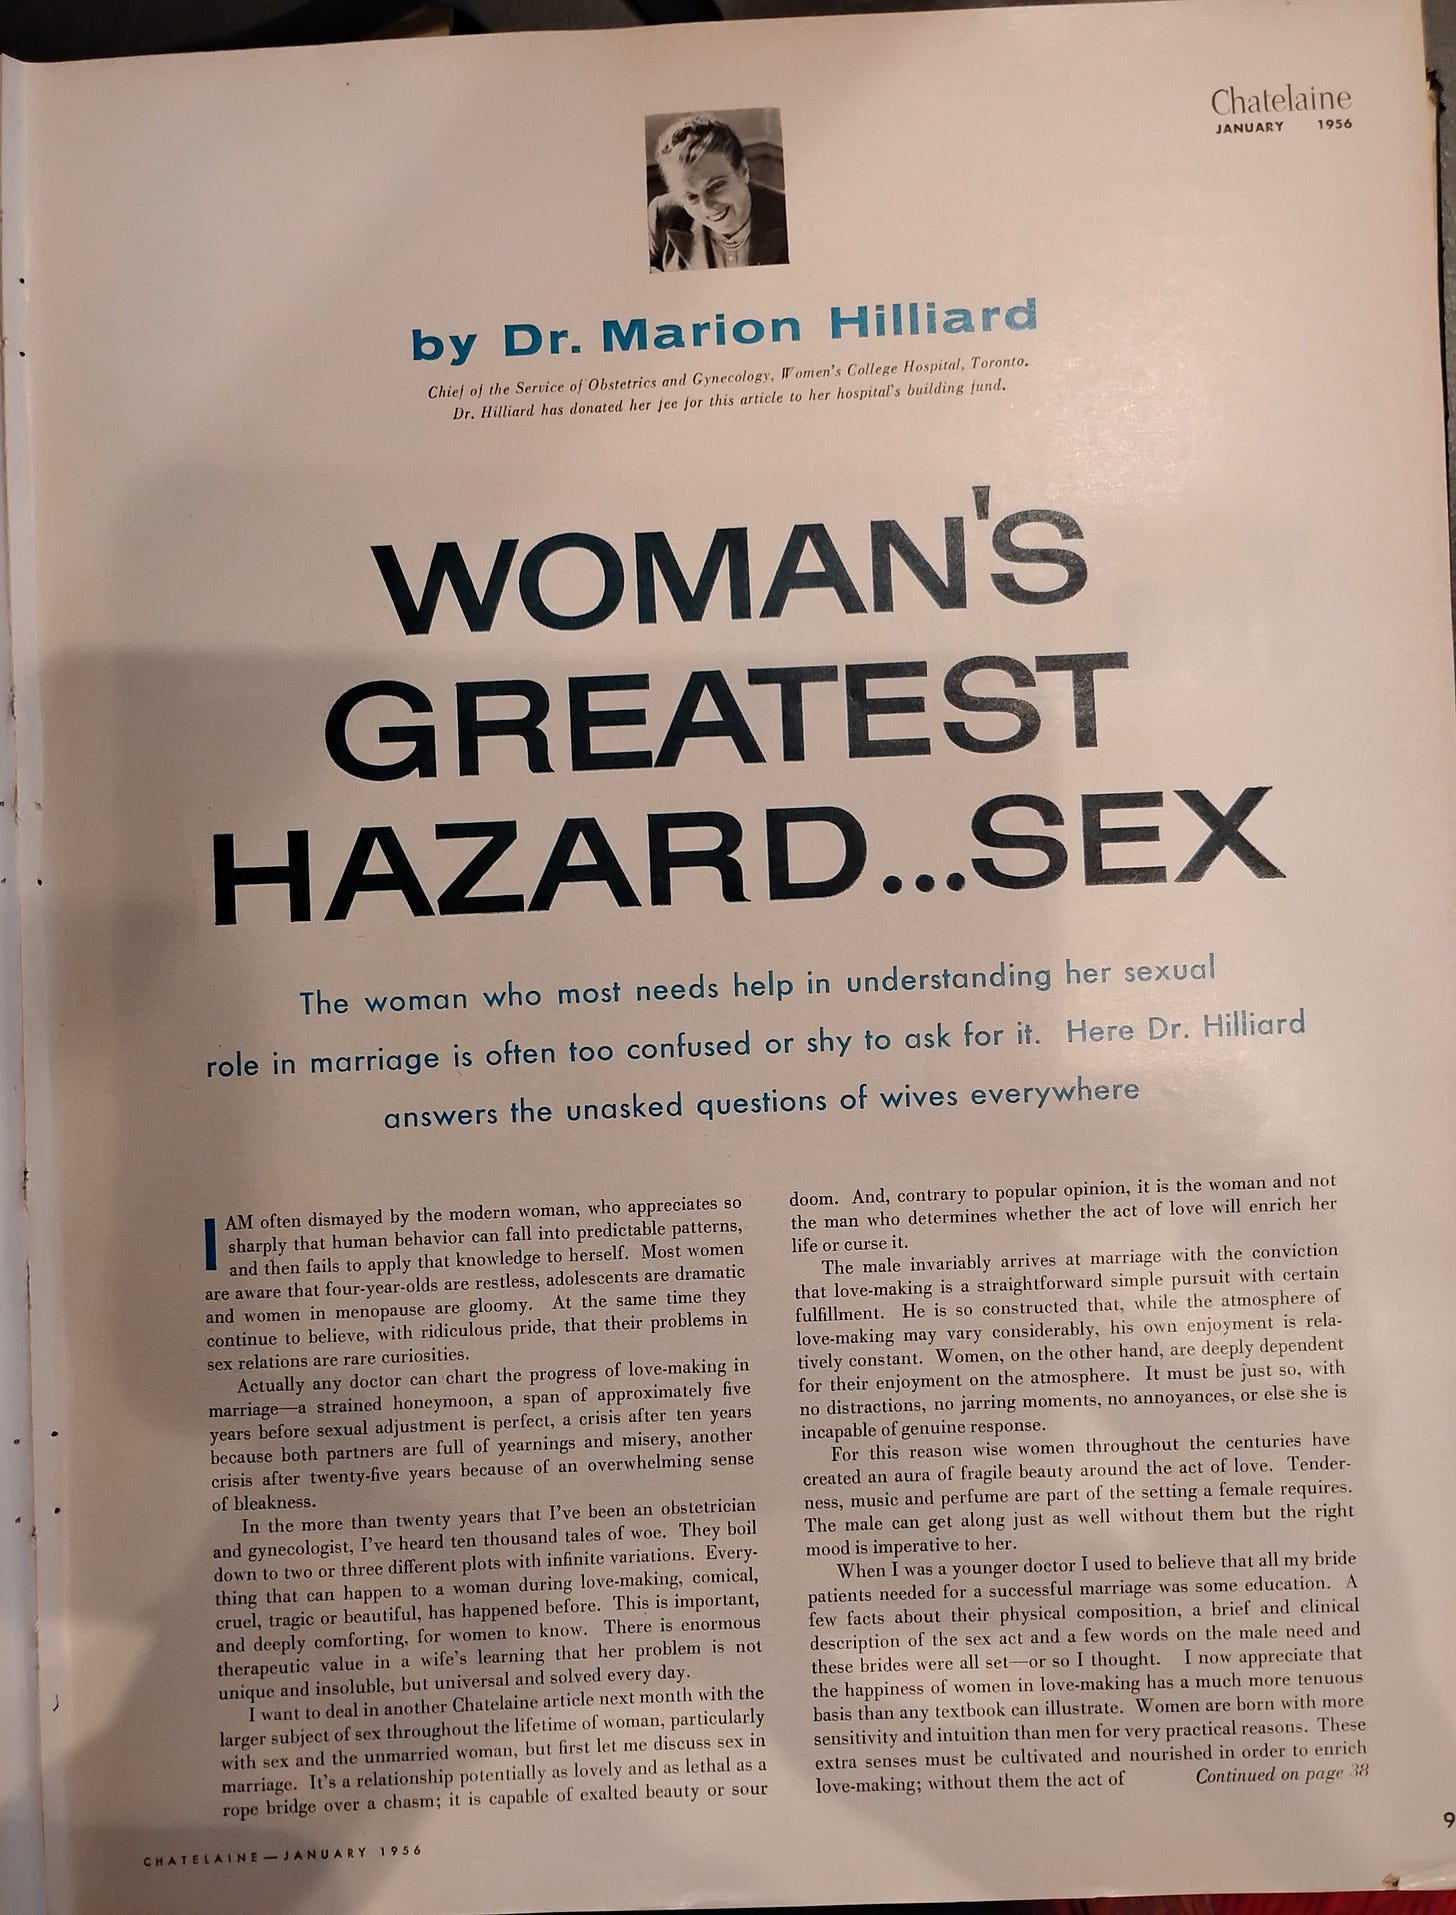 Chatelaine
JANUARY 1956
by Dr. Marion Hilliard
Chief of the Service of Obstetrics and Gynecology, Women's College Hospital, Toronto.
Dr. Hilliard has donated her fee for this article to her hospital's building fund.
WOMAN'S
GREATEST
HAZARD...SEX
The woman who most needs help in understanding her sexual
role in marriage is often too confused or shy to ask for it. Here Dr. Hilliard
answers the unasked questions of wives everywhere
I AM often dismayed by the modern woman, who appreciates so
sharply that human behavior can fall into predictable patterns,
and then fails to apply that knowledge to herself. Most women
are aware that four-year-olds are restless, adolescents are dramatic
and women in menopause are gloomy. At the same time they
continue to believe, with ridiculous pride, that their problems in
sex relations are rare curiosities.
Actually any doctor can chart the progress of love-making in
marriage—a strained honeymoon, a span of approximately five
years before sexual adjustment is perfect, a crisis after ten years
because both partners are full of yearnings and misery, another
crisis after twenty-five years because of an overwhelming sense
of bleakness.
In the more than twenty years that I've been an obstetrician
and gynecologist, I've heard ten thousand tales of woe. They boil
down to two or three different plots with infinite variations. Every-
thing that can happen to a woman during love-making, comical,
cruel, tragic or beautiful, has happened before. This is important,
and deeply comforting, for women to know. There is enormous
therapeutic value in a wife's learning that her problem is not
unique and insoluble, but universal and solved every day.
I want to deal in another Chatelaine article next month with the
larger subject of sex throughout the lifetime of woman, particularly
with sex and the unmarried woman, but first let me discuss sex in
marriage. It's a relationship potentially as lovely and as lethal as a
rope bridge over a chasm; it is capable of exalted beauty or sour
doom. And, contrary to popular opinion, it is the woman and not
the man who determines whether the act of love will enrich her
life or curse it.
The male invariably arrives at marriage with the conviction
that love-making is a straightforward simple pursuit with certain
fulfillment. He is so constructed that, while the atmosphere of
love-making may vary considerably, his own enjoyment is rela-
tively constant. Women, on the other hand, are deeply dependent
for their enjoyment on the atmosphere. It must be just so, with
no distractions, no jarring moments, no annoyances, or else she is
incapable of genuine response.
For this reason wise women throughout the centuries have
created an aura of fragile beauty around the act of love. Tender-
ness, music and perfume are part of the setting a female requires.
The male can get along just as well without them but the right
mood is imperative to her.
When I was a younger doctor I used to believe that all my bride
patients needed for a successful marriage was some education. A
few facts about their physical composition, a brief and clinical
description of the sex act and a few words on the male need and
these brides were all set—or so I thought. I now appreciate that
the happiness of women in love-making has a much more tenuous
basis than any textbook can illustrate. Women are born with more
sensitivity and intuition than men for very practical reasons. These
extra senses must be cultivated and nourished in order to enrich
love-making; without them the act of
Continued on page 38
CHATELAINE—JANUARY 1956
9